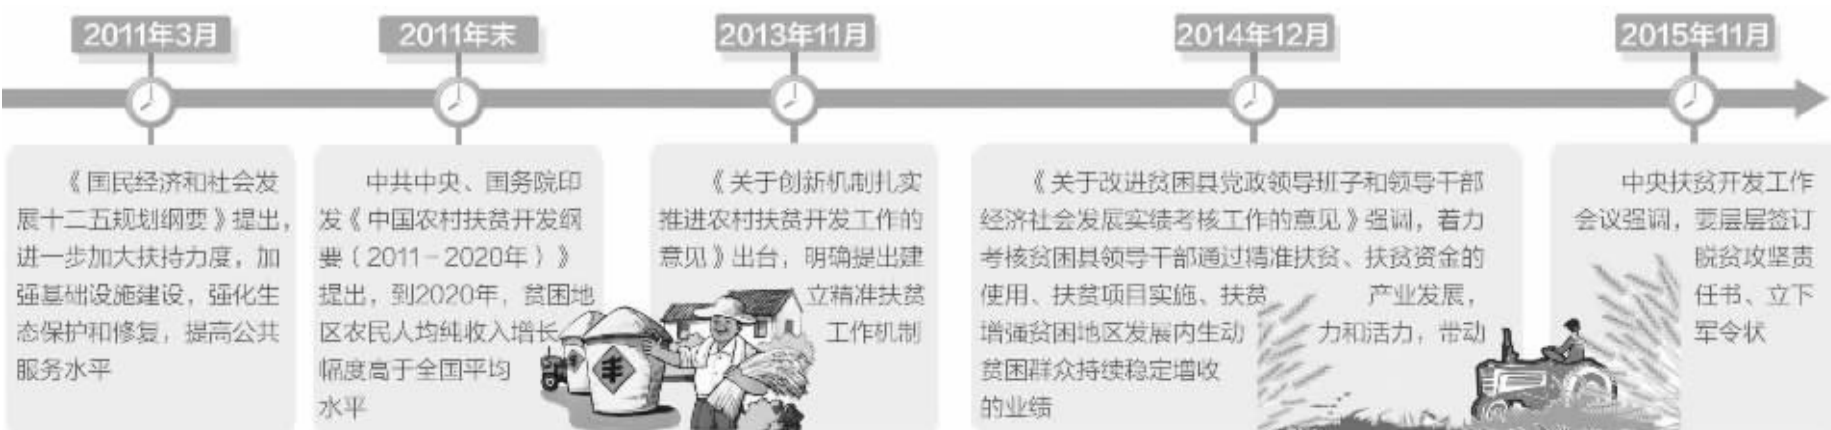 2011年3月
《国民经济和社会发
展十二五规划纲要》提出，
进一步加大扶持力度，加
强基础设施建设，强化生
态保护和修复，提高公共
服务水平
2011年末
中共中央、国务院印
发《中国农村扶贫开发纲
要（2011－2020年）》
提出，到2020年，贫困地
区农民人均纯收入增长
幅度高于全国平均
水平
丰
2013年11月
《关于创新机制扎实
推进农村扶贫开发工作的
意见》出台，明确提出建
立精准扶贫
工作机制
2014年12月
《关于改进贫困县党政领导班子和领导干部
经济社会发展实绩考核工作的意见》强调，着力
考核贫困县领导干部通过精准扶贫、扶贫资金的
使用、扶贫项目实施、扶贫产业发展，
增强贫困地区发展内生动力和活力，带动
贫困群众持续稳定增收
的业绩
2015年11月
中央扶贫开发工作
会议强调，要层层签订
脱贫攻坚责
任书、立下
军令状